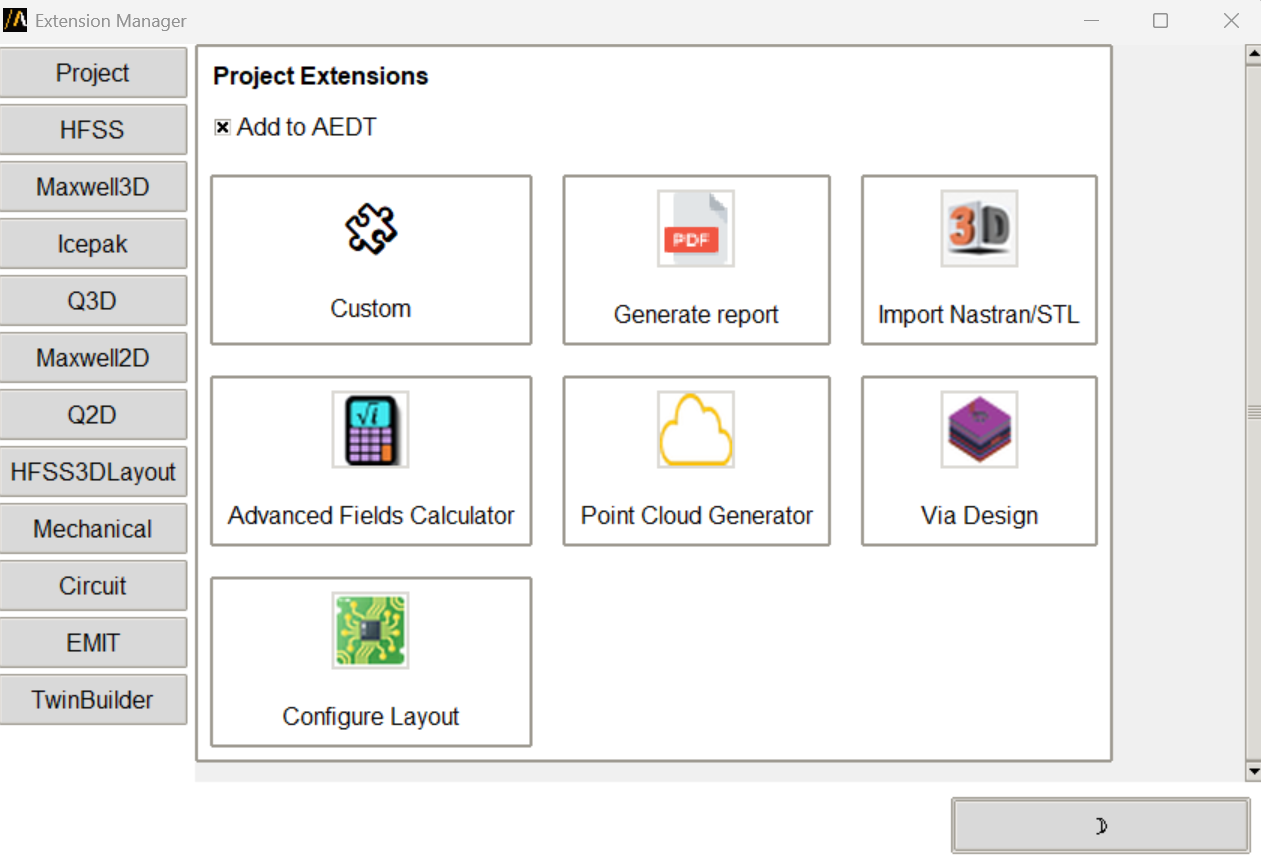 Extension Manager
Project
HFSS
Maxwell3D
Icepak
Q3D
Maxwell2D
Q2D
HFSS3DLayout
Mechanical
Circuit
EMIT
TwinBuilder
Project Extensions
Add to AEDT
Custom
PDF
Generate report
3D
Import Nastran/STL
√i
Advanced Fields Calculator
Point Cloud Generator
Via Design
Configure Layout